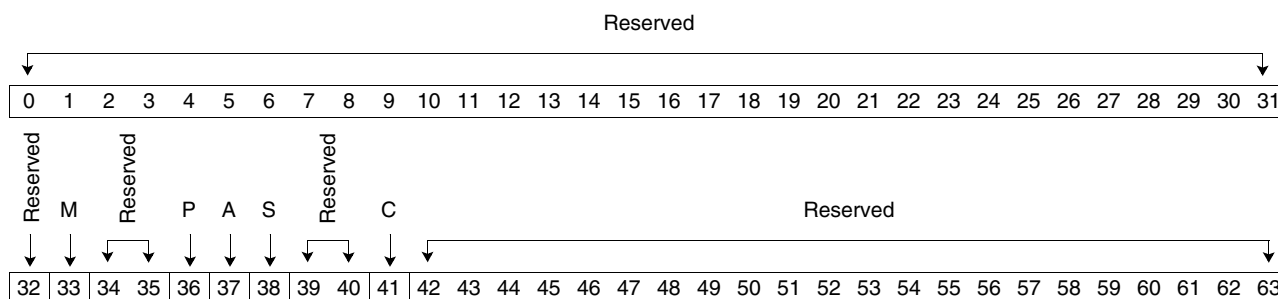 Reserved
0 1 2 3 4 5 6 7 8 9 10 11 12 13 14 15 16 17 18 19 20 21 22 23 24 25 26 27 28 29 30 31
Reserved M Reserved P A S Reserved C Reserved
32 33 34 35 36 37 38 39 40 41 42 43 44 45 46 47 48 49 50 51 52 53 54 55 56 57 58 59 60 61 62 63